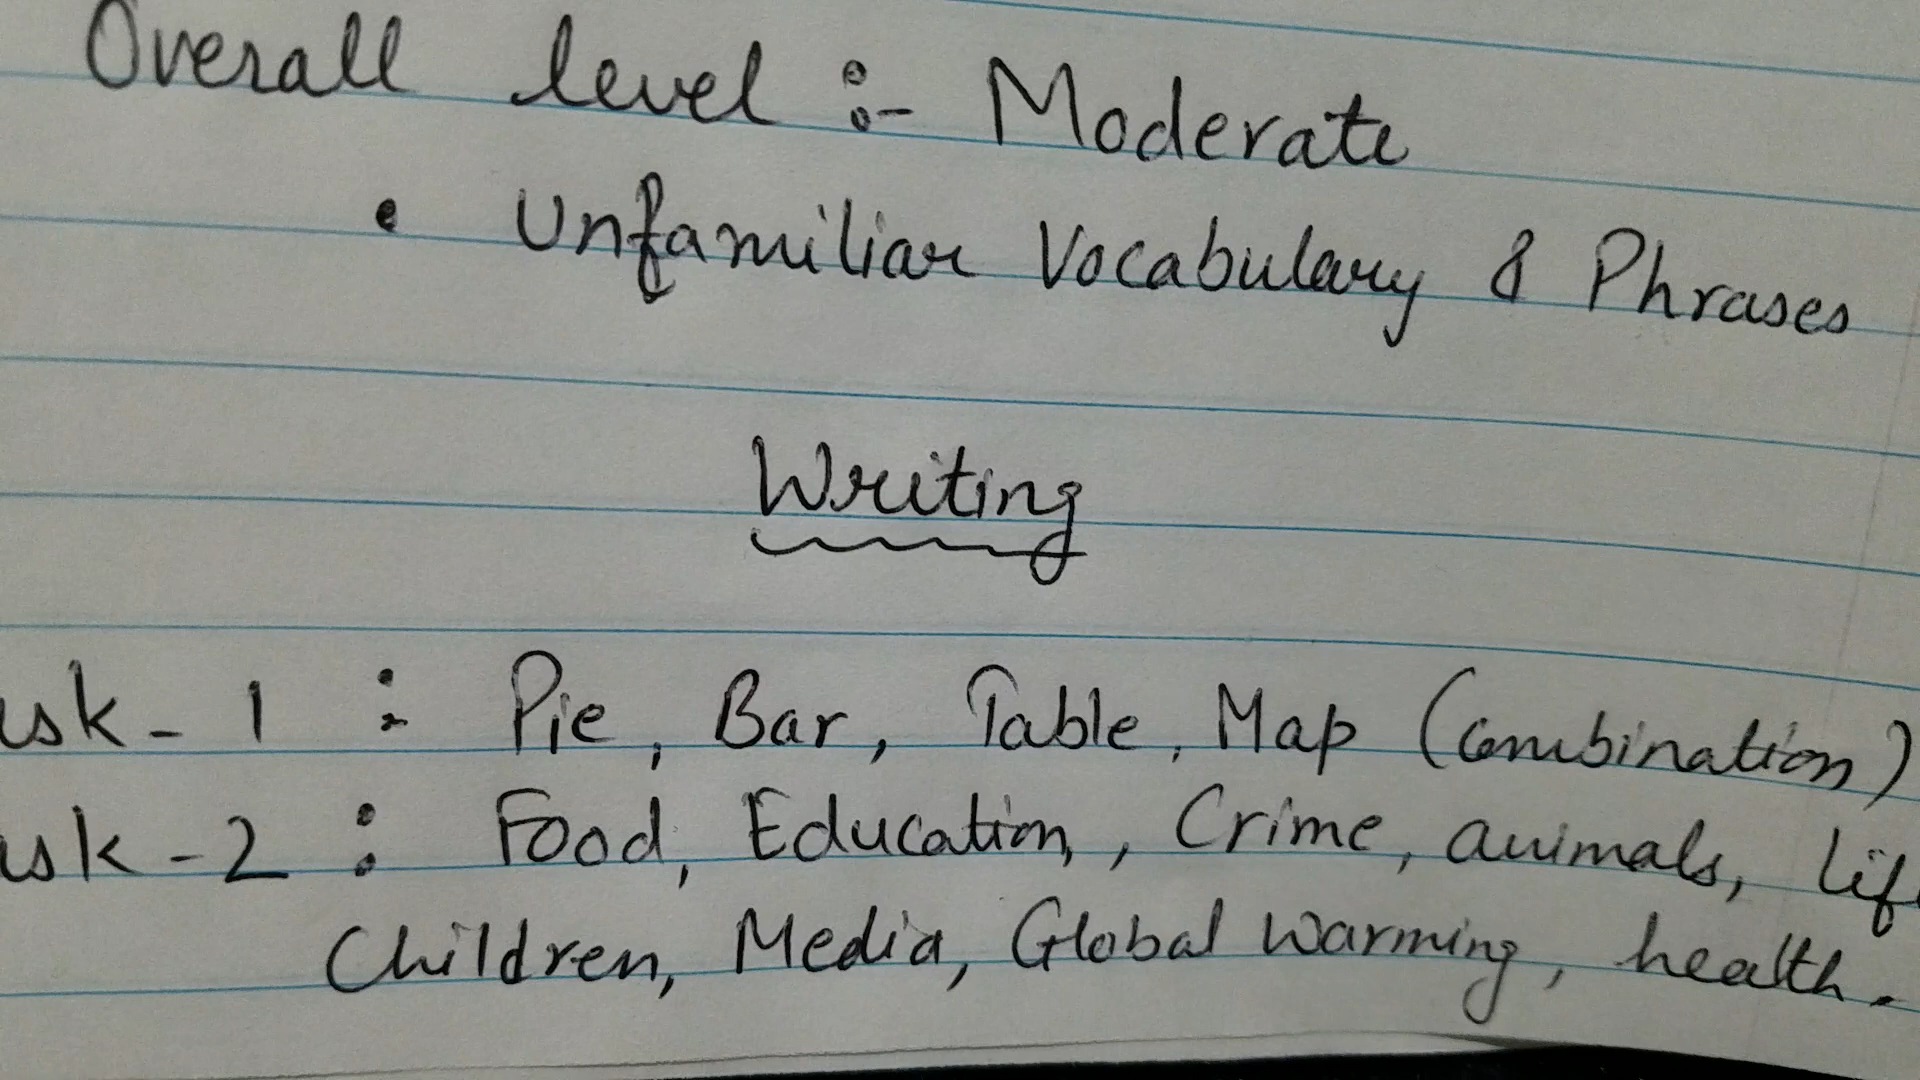 Overall level :- Moderate
• Unfamiliar Vocabulary & Phrases
Writing
sk - 1 : Pie, Bar, Table, Map (Combination)
sk - 2 : Food, Education, Crime, animals, lif
Children, Media, Global Warming, health.